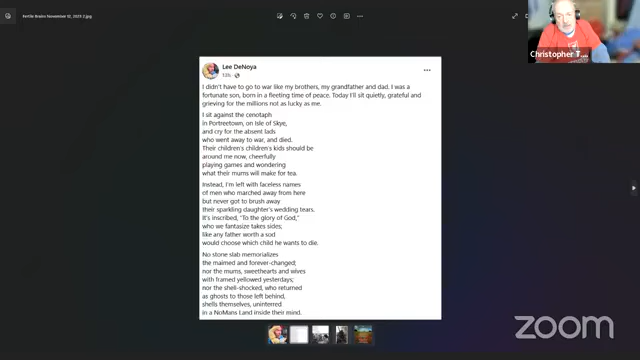 Fertile Brains November 12, 2023 2.jpg
Christopher T...
Lee DeNoya
13h
I didn't have to go to war like my brothers, my grandfather and dad. I was a
fortunate son, born in a fleeting time of peace. Today I'll sit quietly, grateful and
grieving for the millions not as lucky as me.
I sit against the cenotaph
in Portreetown, on Isle of Skye,
and cry for the absent lads
who went away to war, and died.
Their children's children's kids should be
around me now, cheerfully
playing games and wondering
what their mums will make for tea.
Instead, I'm left with faceless names
of men who marched away from here
but never got to brush away
their sparkling daughter's wedding tears.
It's inscribed, "To the glory of God,"
who we fantasize takes sides;
like any father worth a sod
would choose which child he wants to die.
No stone slab memorializes
the maimed and forever-changed;
nor the mums, sweethearts and wives
with framed yellowed yesterdays;
nor the shell-shocked, who returned
as ghosts to those left behind,
shells themselves, uninterred
in a NoMans Land inside their mind.
zoom